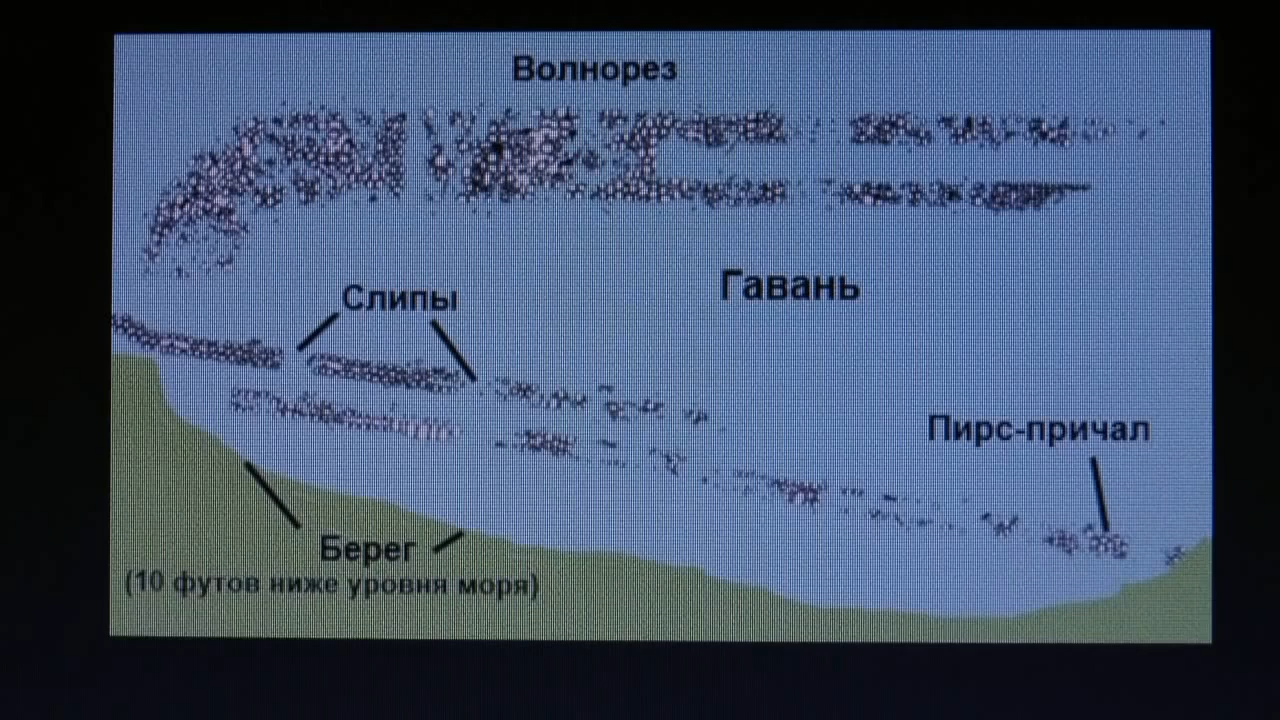 Волнорез
Гавань
Слипы
Пирс-причал
Берег
(10 футов ниже уровня моря)